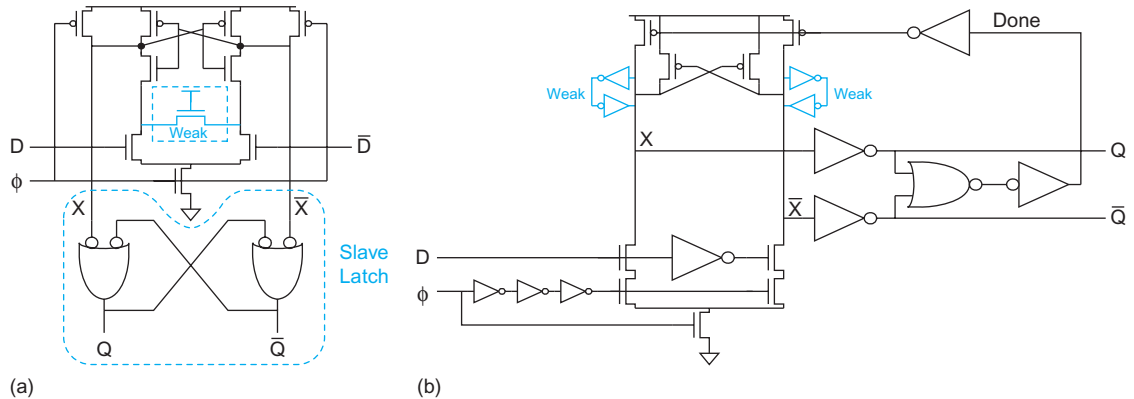 D
ϕ
Weak
D̅
X
X̅
Slave
Latch
Q
Q̅
(a)
Done
Weak
Weak
X
X̅
Q
Q̅
D
ϕ
(b)